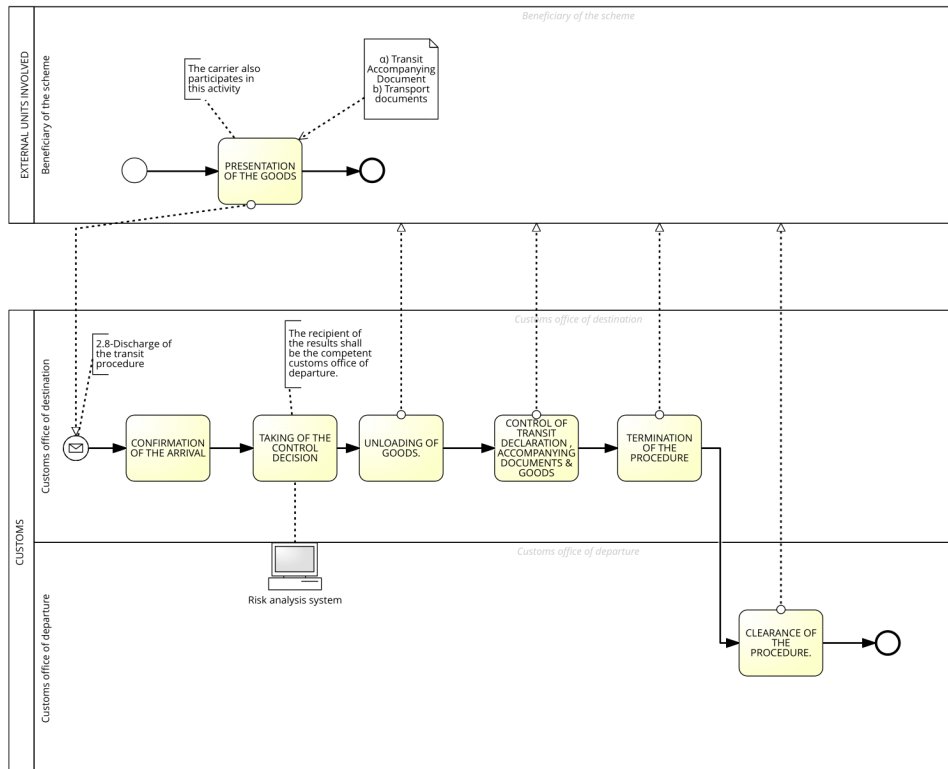 Beneficiary of the scheme
EXTERNAL UNITS INVOLVED
Beneficiary of the scheme
The carrier also
participates in
this activity
α) Transit
Accompanying
Document
b) Transport
documents
PRESENTATION
OF THE GOODS
CUSTOMS
Customs office of destination
Customs office of destination
2.8-Discharge of
the transit
procedure
The recipient of
the results shall
be the competent
customs office of
departure.
CONFIRMATION
OF THE ARRIVAL
TAKING OF THE
CONTROL
DECISION
UNLOADING OF
GOODS.
CONTROL OF
TRANSIT
DECLARATION ,
ACCOMPANYING
DOCUMENTS &
GOODS
TERMINATION
OF THE
PROCEDURE
Customs office of departure
Customs office of departure
Risk analysis system
CLEARANCE OF
THE
PROCEDURE.